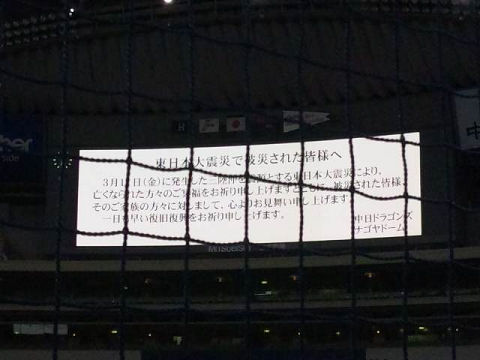 東日本大震災で被災された皆様へ
3月11日(金)に発生した三陸沖を震源とする東日本大震災により、
亡くなられた方々のご冥福をお祈り申し上げますとともに、被災された皆様、
そのご家族の方々に対しまして、心よりお見舞い申し上げます。
一日も早い復旧復興をお祈り申し上げます。
中日ドラゴンズ
ナゴヤドーム
MITSUBISHI